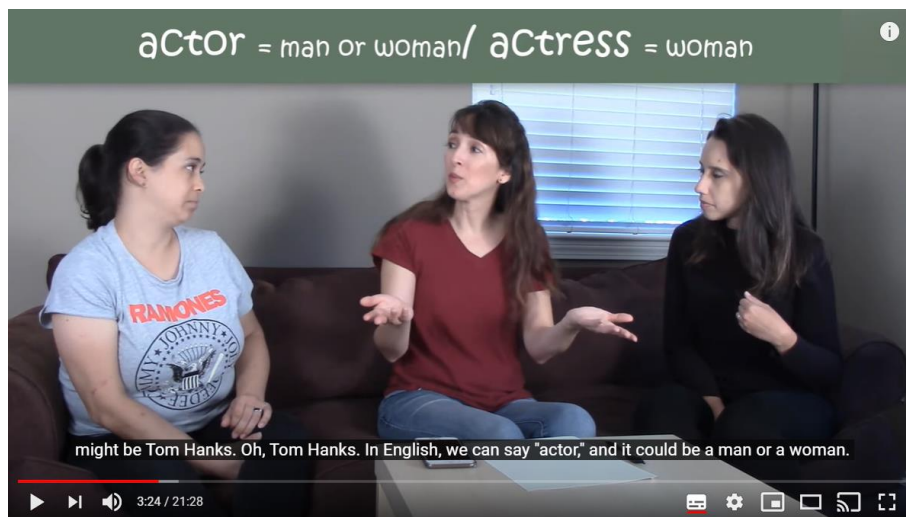 actor = man or woman/ actress = woman
RAMONES
JOHNNY
might be Tom Hanks. Oh, Tom Hanks. In English, we can say "actor," and it could be a man or a woman.
3:24 / 21:28